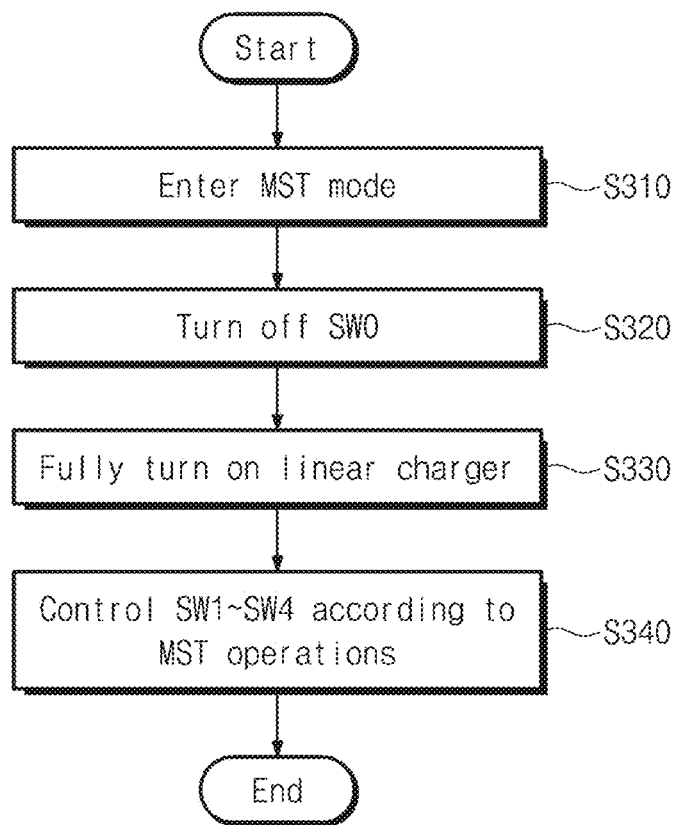 Start
Enter MST mode
S310
Turn off SW0
S320
Fully turn on linear charger
S330
Control SW1~SW4 according to
MST operations
S340
End